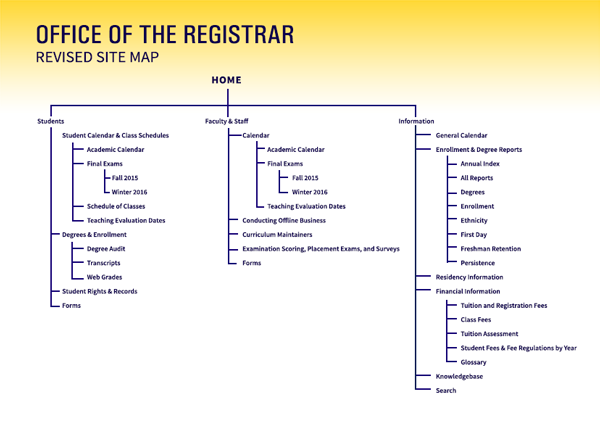 OFFICE OF THE REGISTRAR
REVISED SITE MAP
HOME
Students
Student Calendar & Class Schedules
Academic Calendar
Final Exams
Fall 2015
Winter 2016
Schedule of Classes
Teaching Evaluation Dates
Degrees & Enrollment
Degree Audit
Transcripts
Web Grades
Student Rights & Records
Forms
Faculty & Staff
Calendar
Academic Calendar
Final Exams
Fall 2015
Winter 2016
Teaching Evaluation Dates
Conducting Offline Business
Curriculum Maintainers
Examination Scoring, Placement Exams, and Surveys
Forms
Information
General Calendar
Enrollment & Degree Reports
Annual Index
All Reports
Degrees
Enrollment
Ethnicity
First Day
Freshman Retention
Persistence
Residency Information
Financial Information
Tuition and Registration Fees
Class Fees
Tuition Assessment
Student Fees & Fee Regulations by Year
Glossary
Knowledgebase
Search